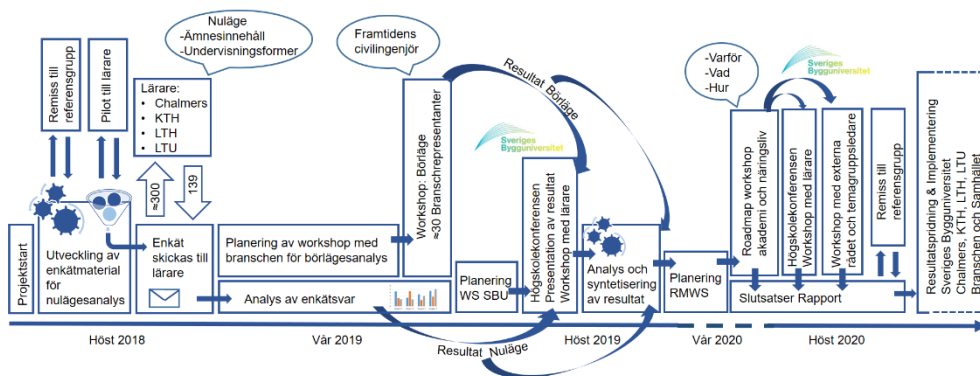 Nuläge
-Ämnesinnehåll
-Undervisningsformer
Remiss till
referensgrupp
Pilot till lärare
Lärare:
• Chalmers
• KTH
• LTH
• LTU
≈300
139
Projektstart
Utveckling av
enkätmaterial
för
nulägesanalys
Enkät
skickas till
lärare
Framtidens
civilingenjör
Planering av workshop med
branschen för börlägesanalys
Analys av enkätsvar
Workshop: Börläge
≈30 Branschrepresentanter
Resultat Börläge
Sveriges
Bygguniversitet
Planering
WS SBU
Högskolekonferensen
Presentation av resultat
Workshop med lärare
Analys och
syntetisering
av resultat
Planering
RMWS
-Varför
-Vad
-Hur
Sveriges
Bygguniversitet
Roadmap workshop
akademi och näringsliv
Högskolekonferensen
Workshop med lärare
Workshop med externa
rådet och temagruppsledare
Remiss till
referensgrupp
Slutsatser Rapport
Resultatspridning & Implementering
Sveriges Bygguniversitet
Chalmers, KTH, LTH, LTU
Branschen och Samhället
Resultat Nuläge
Höst 2018
Vår 2019
Höst 2019
Vår 2020
Höst 2020